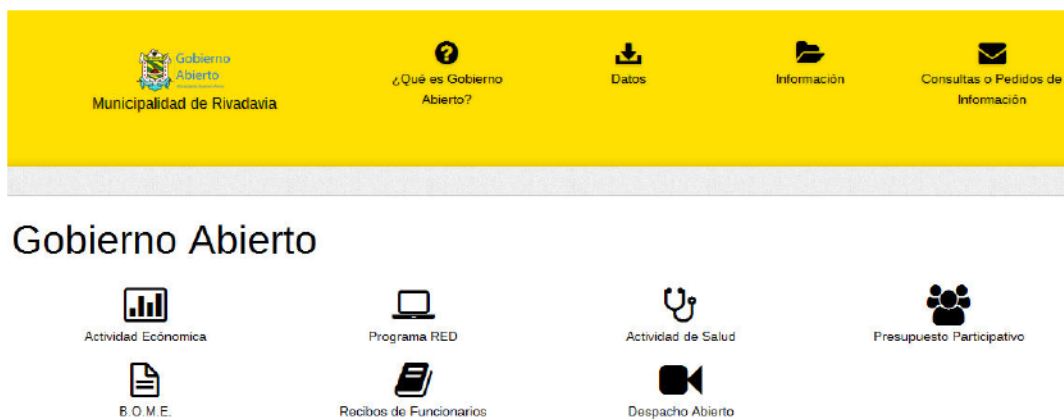 Gobierno
Abierto
Municipalidad de Rivadavia
¿Qué es Gobierno
Abierto?
Datos
Información
Consultas o Pedidos de
Información
Gobierno Abierto
Actividad Ecónomica
Programa RED
Actividad de Salud
Presupuesto Participativo
B.O.M.E.
Recibos de Funcionarios
Despacho Abierto